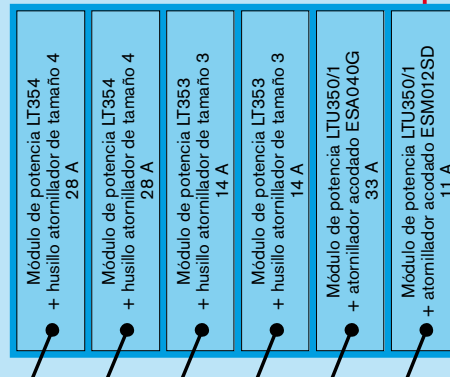 Módulo de potencia LT354
+ husillo atornillador de tamaño 4
28 A
Módulo de potencia LT354
+ husillo atornillador de tamaño 4
28 A
Módulo de potencia LT353
+ husillo atornillador de tamaño 3
14 A
Módulo de potencia LT353
+ husillo atornillador de tamaño 3
14 A
Módulo de potencia LTU350/1
+ atornillador acodado ESA040G
33 A
Módulo de potencia LTU350/1
+ atornillador acodado ESM012SD
11 A